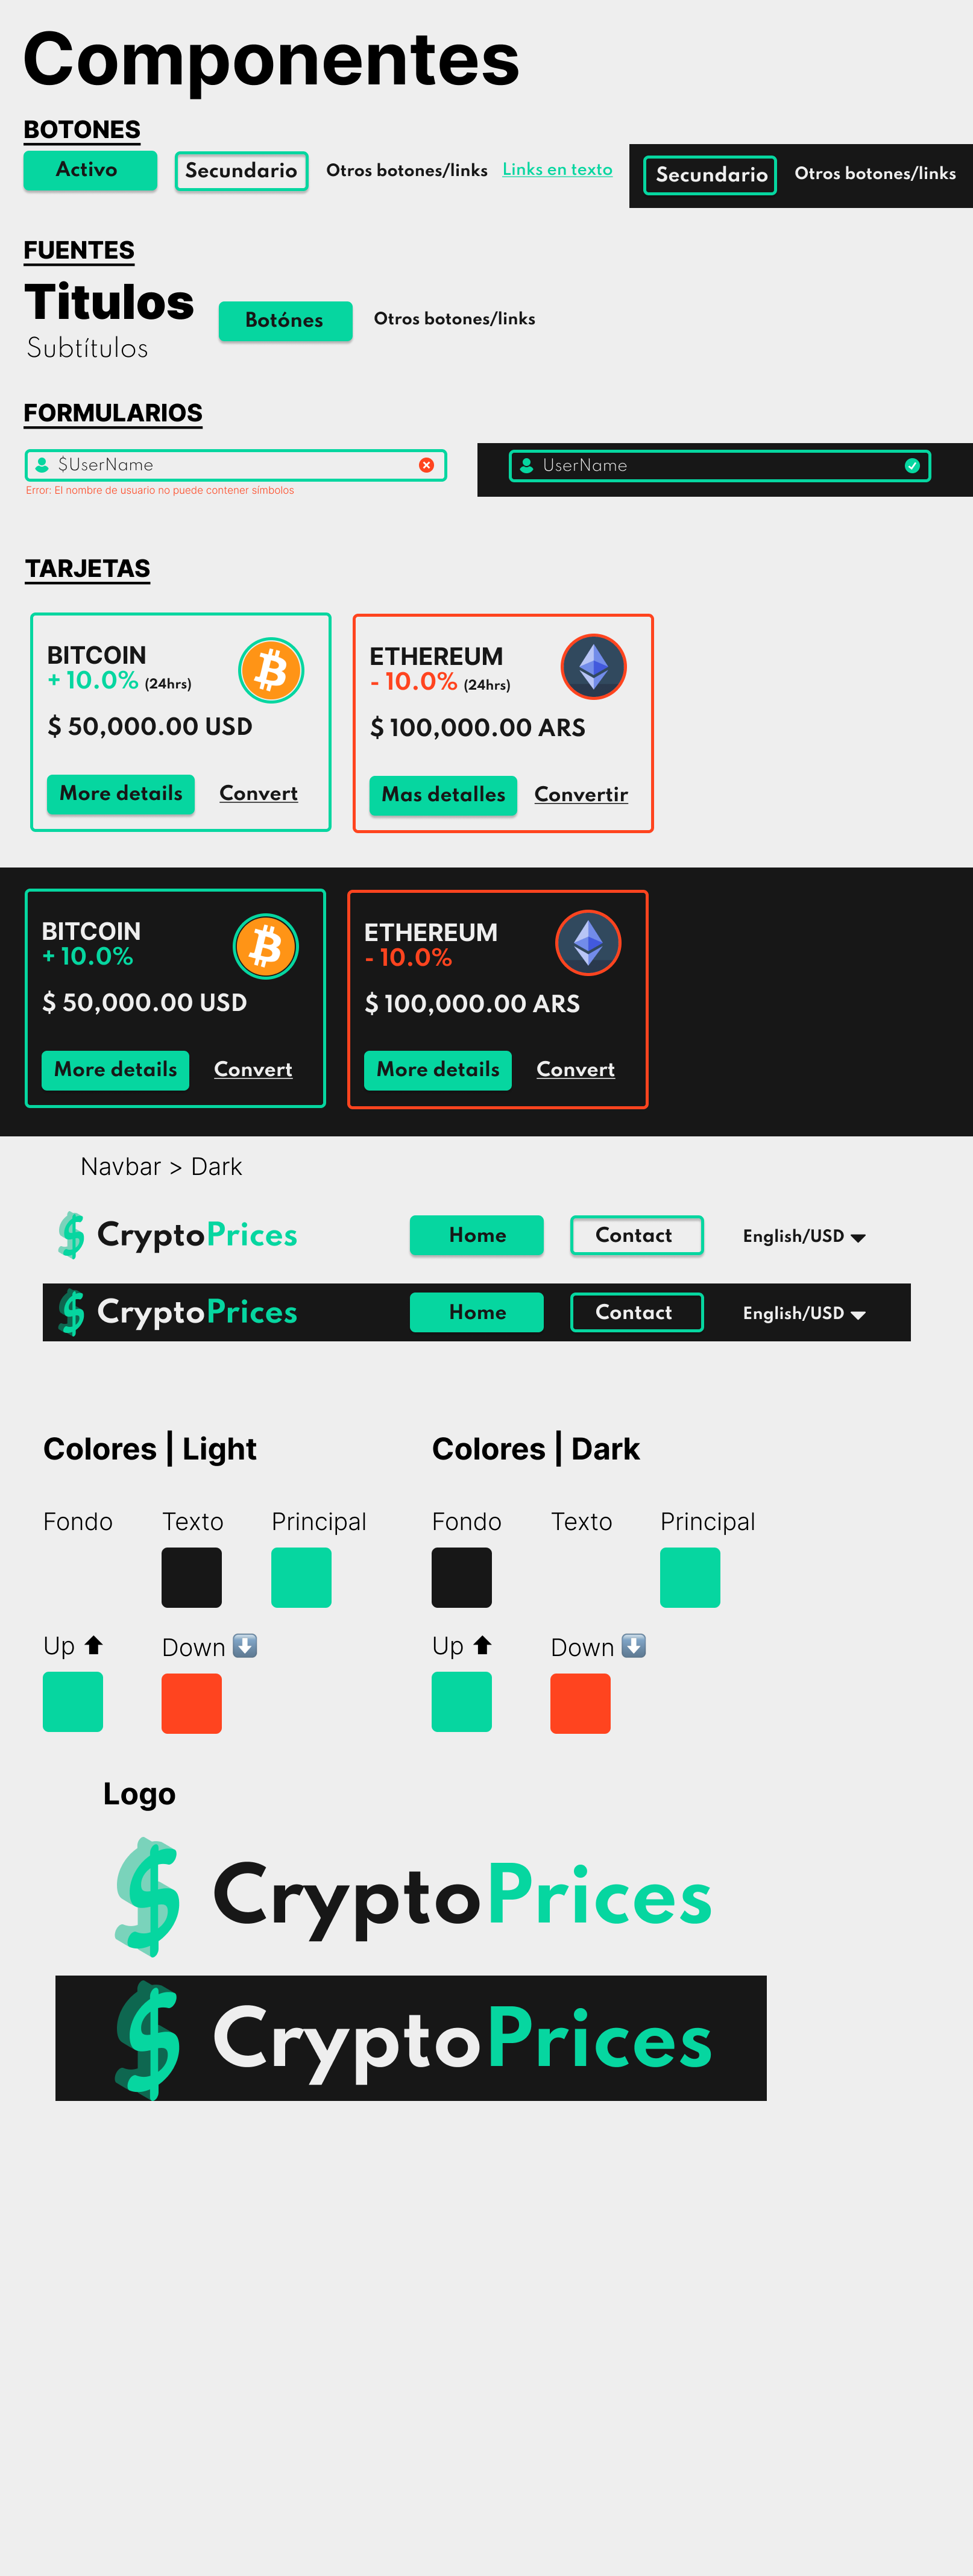 Componentes
BOTONES
Activo
Secundario
Otros botones/links
Links en texto
Secundario
Otros botones/links
FUENTES
Titulos
Subtítulos
Botónes
Otros botones/links
FORMULARIOS
$UserName
Error: El nombre de usuario no puede contener símbolos
UserName
TARJETAS
BITCOIN
+ 10.0% (24hrs)
$ 50,000.00 USD
More details
Convert
ETHEREUM
- 10.0% (24hrs)
$ 100,000.00 ARS
Mas detalles
Convertir
BITCOIN
+ 10.0%
$ 50,000.00 USD
More details
Convert
ETHEREUM
- 10.0%
$ 100,000.00 ARS
More details
Convert
Navbar > Dark
$ CryptoPrices
Home
Contact
English/USD
$ CryptoPrices
Home
Contact
English/USD
Colores | Light
Fondo
Texto
Principal
Up ⬆
Down ⬇️
Colores | Dark
Fondo
Texto
Principal
Up ⬆
Down ⬇️
Logo
$ CryptoPrices
$ CryptoPrices